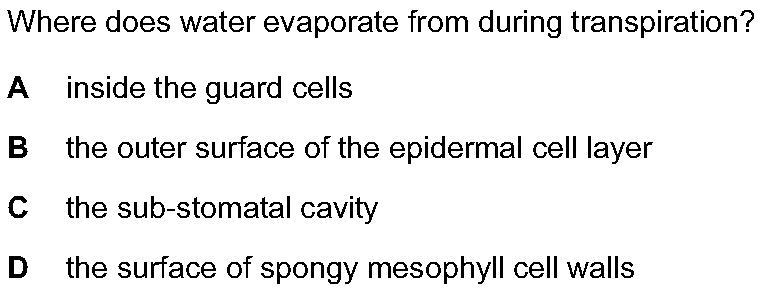 Where does water evaporate from during transpiration?
A inside the guard cells
B the outer surface of the epidermal cell layer
C the sub-stomatal cavity
D the surface of spongy mesophyll cell walls